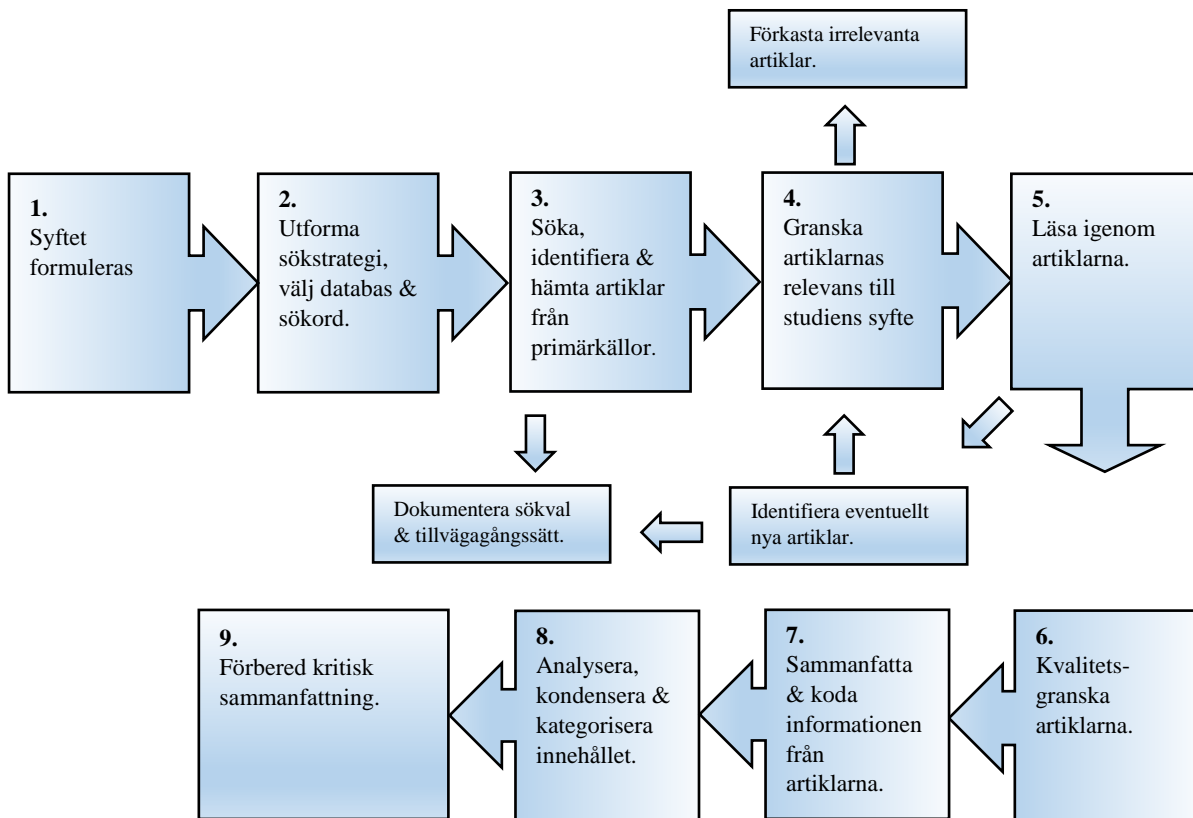 Förkasta irrelevanta
artiklar.
1.
Syftet
formuleras
2.
Utforma
sökstrategi,
välj databas &
sökord.
3.
Söka,
identifiera &
hämta artiklar
från
primärkällor.
4.
Granska
artiklarnas
relevans till
studiens syfte
5.
Läsa igenom
artiklarna.
Dokumentera sökval
& tillvägagångssätt.
Identifiera eventuellt
nya artiklar.
9.
Förbered kritisk
sammanfattning.
8.
Analysera,
kondensera &
kategorisera
innehållet.
7.
Sammanfatta
& koda
informationen
från
artiklarna.
6.
Kvalitets-
granska
artiklarna.